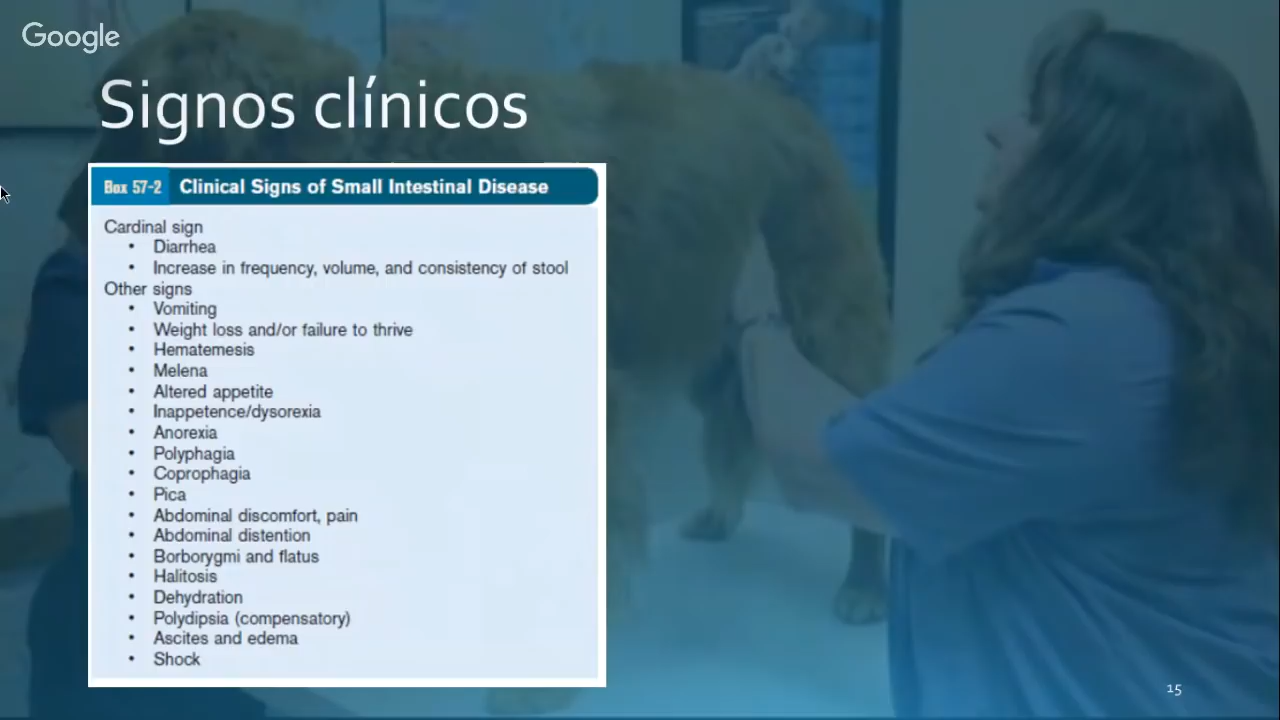 Google
Signos clínicos
Box 57-2 Clinical Signs of Small Intestinal Disease
Cardinal sign
• Diarrhea
• Increase in frequency, volume, and consistency of stool
Other signs
• Vomiting
• Weight loss and/or failure to thrive
• Hematemesis
• Melena
• Altered appetite
• Inappetence/dysorexia
• Anorexia
• Polyphagia
• Coprophagia
• Pica
• Abdominal discomfort, pain
• Abdominal distention
• Borborygmi and flatus
• Halitosis
• Dehydration
• Polydipsia (compensatory)
• Ascites and edema
• Shock
15